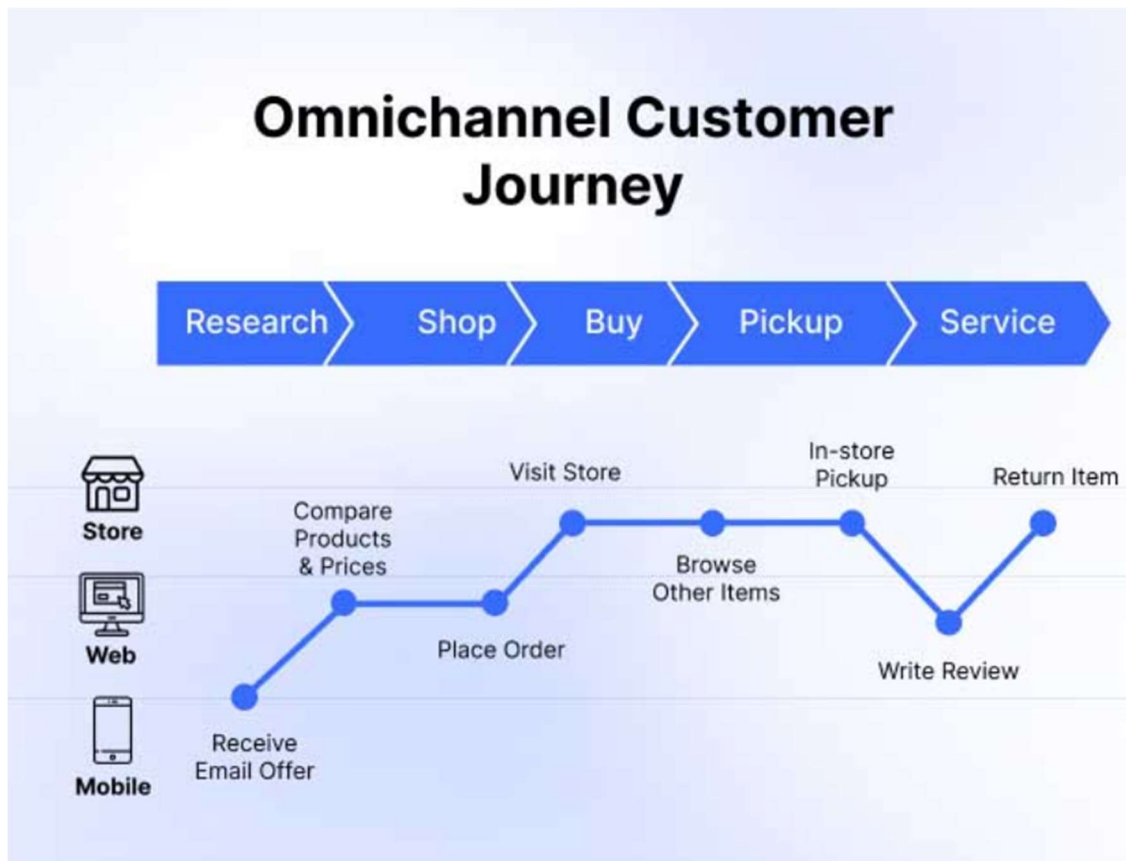 Omnichannel Customer
Journey
Research
Shop
Buy
Pickup
Service
Store
Web
Mobile
Receive
Email Offer
Compare
Products
& Prices
Place Order
Visit Store
Browse
Other Items
In-store
Pickup
Write Review
Return Item